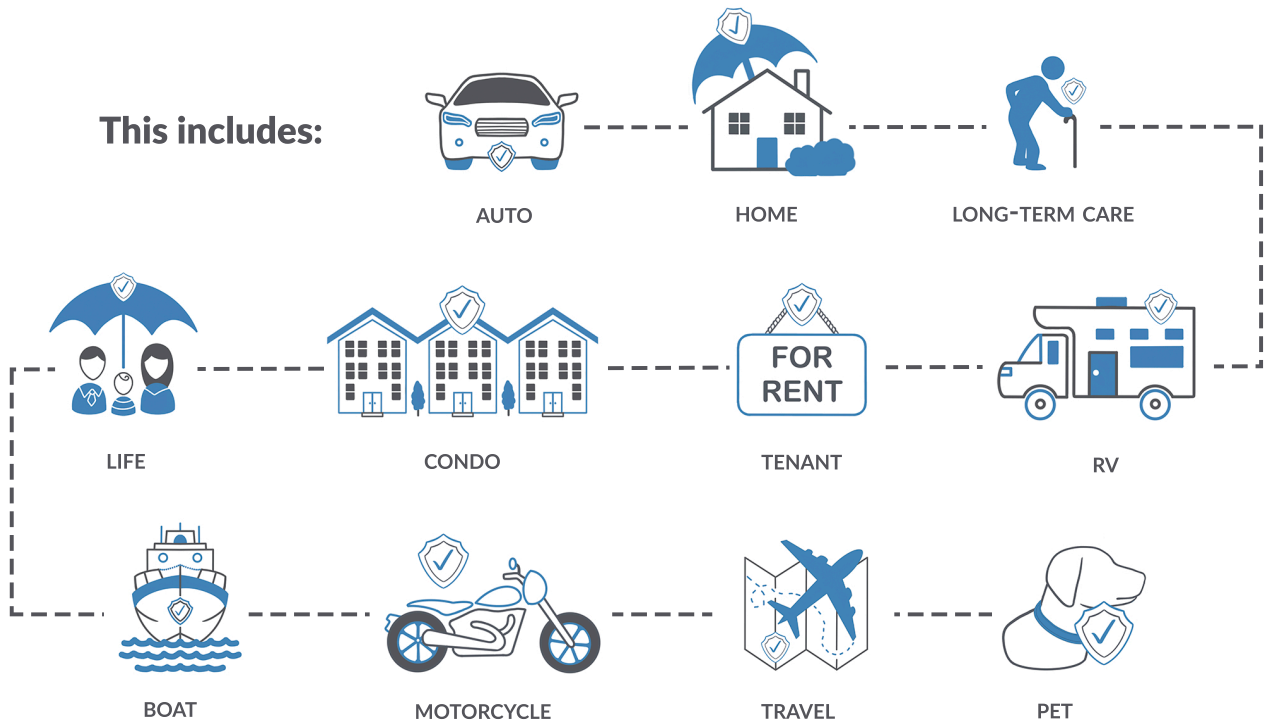 This includes:
AUTO
HOME
LONG-TERM CARE
LIFE
CONDO
FOR
RENT
TENANT
RV
BOAT
MOTORCYCLE
TRAVEL
PET